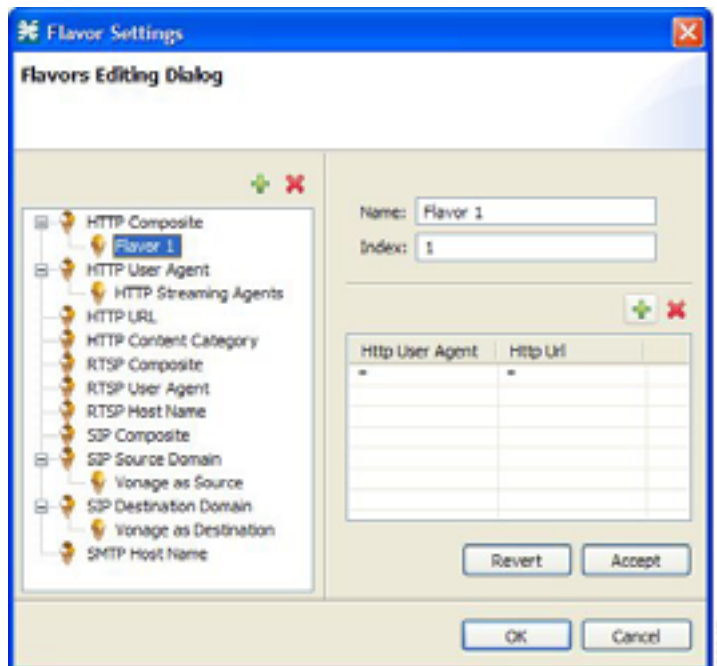 Flavor Settings
Flavors Editing Dialog
HTTP Composite
Flavor 1
HTTP User Agent
HTTP Streaming Agents
HTTP URL
HTTP Content Category
RTSP Composite
RTSP User Agent
RTSP Host Name
SIP Composite
SIP Source Domain
Vonage as Source
SIP Destination Domain
Vonage as Destination
SMTP Host Name
Name: Flavor 1
Index: 1
Http User Agent Http Url
* *
Revert Accept
OK Cancel